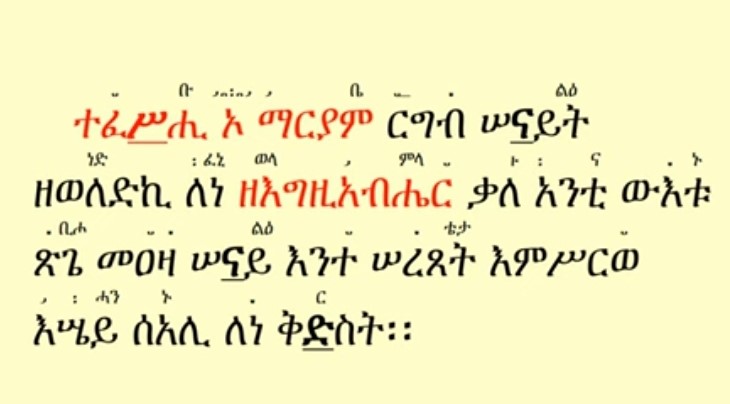 ተፈሥሒ ኦ ማርያም ርግብ ሠናይት
ዘወለድኪ ለነ ዘእግዚአብሔር ቃለ አንቲ ውእቱ
ጽጌ መዐዛ ሠናይ እንተ ሠረጸት እምሥርወ
እሤይ ሰአሊ ለነ ቅድስት፡፡